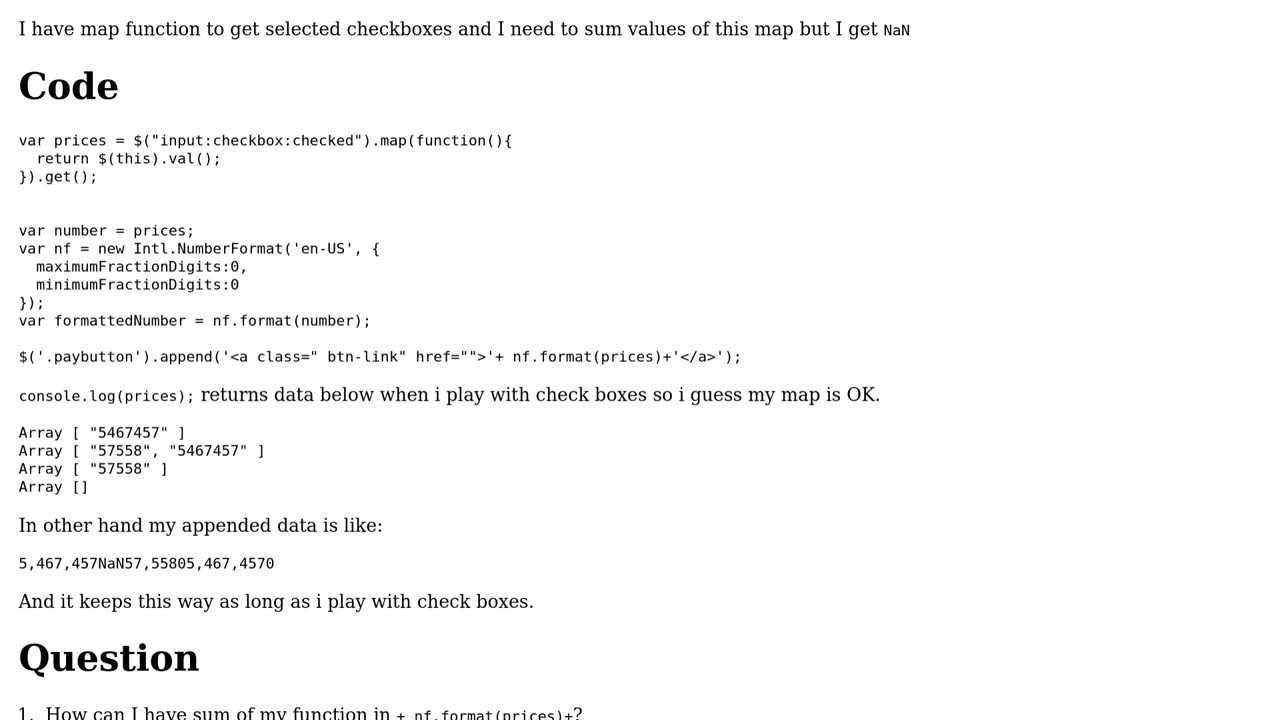 I have map function to get selected checkboxes and I need to sum values of this map but I get NaN
Code
var prices = $("input:checkbox:checked").map(function(){
  return $(this).val();
}).get();
var number = prices;
var nf = new Intl.NumberFormat('en-US', {
  maximumFractionDigits:0,
  minimumFractionDigits:0
});
var formattedNumber = nf.format(number);
$('.paybutton').append('<a class=" btn-link" href="">'+ nf.format(prices)+'</a>');
console.log(prices); returns data below when i play with check boxes so i guess my map is OK.
Array [ "5467457" ]
Array [ "57558", "5467457" ]
Array [ "57558" ]
Array []
In other hand my appended data is like:
5,467,457NaN57,55805,467,4570
And it keeps this way as long as i play with check boxes.
Question
1. How can I have sum of my function in + nf.format(prices)+?